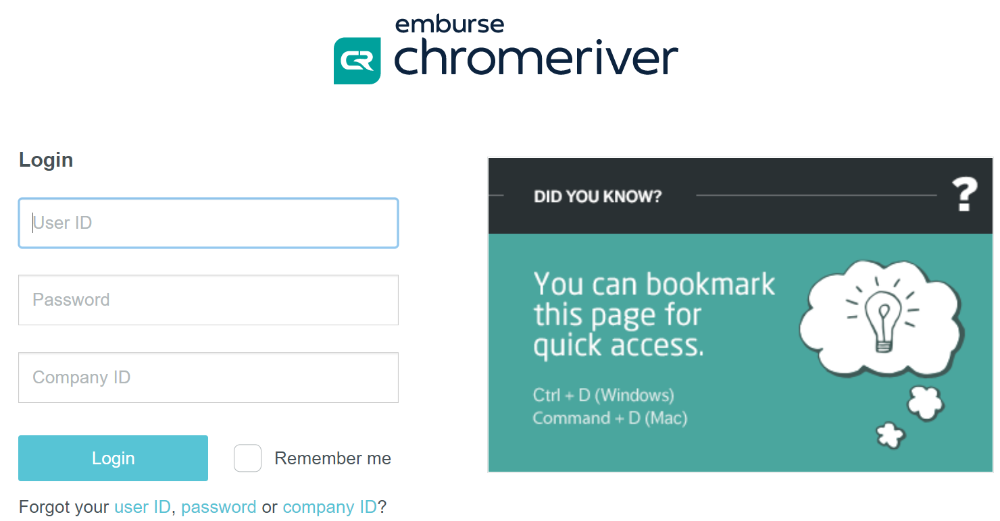 emburse
CR chromeriver
Login
User ID
Password
Company ID
Login
Remember me
Forgot your user ID, password or company ID?
DID YOU KNOW?
?
You can bookmark
this page for
quick access.
Ctrl + D (Windows)
Command + D (Mac)